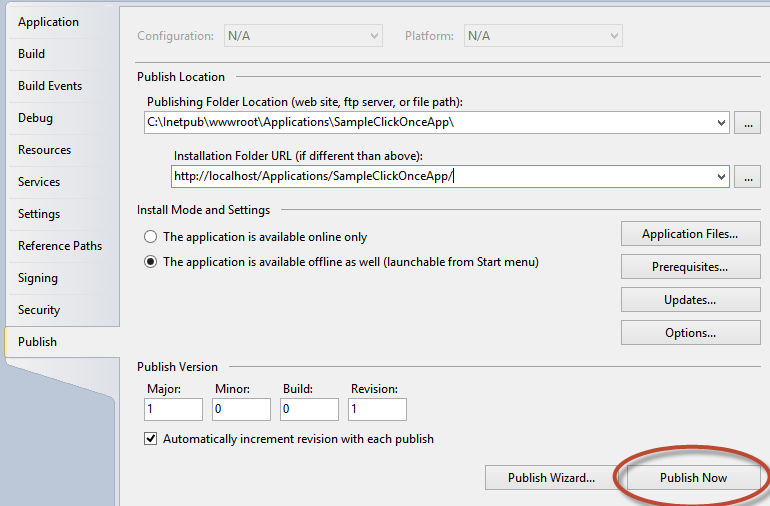 Application
Build
Build Events
Debug
Resources
Services
Settings
Reference Paths
Signing
Security
Publish
Configuration: N/A Platform: N/A
Publish Location
Publishing Folder Location (web site, ftp server, or file path):
C:\Inetpub\wwwroot\Applications\SampleClickOnceApp\ ...
Installation Folder URL (if different than above):
http://localhost/Applications/SampleClickOnceApp/ ...
Install Mode and Settings
The application is available online only
The application is available offline as well (launchable from Start menu)
Application Files...
Prerequisites...
Updates...
Options...
Publish Version
Major: Minor: Build: Revision:
1 0 0 1
Automatically increment revision with each publish
Publish Wizard... Publish Now